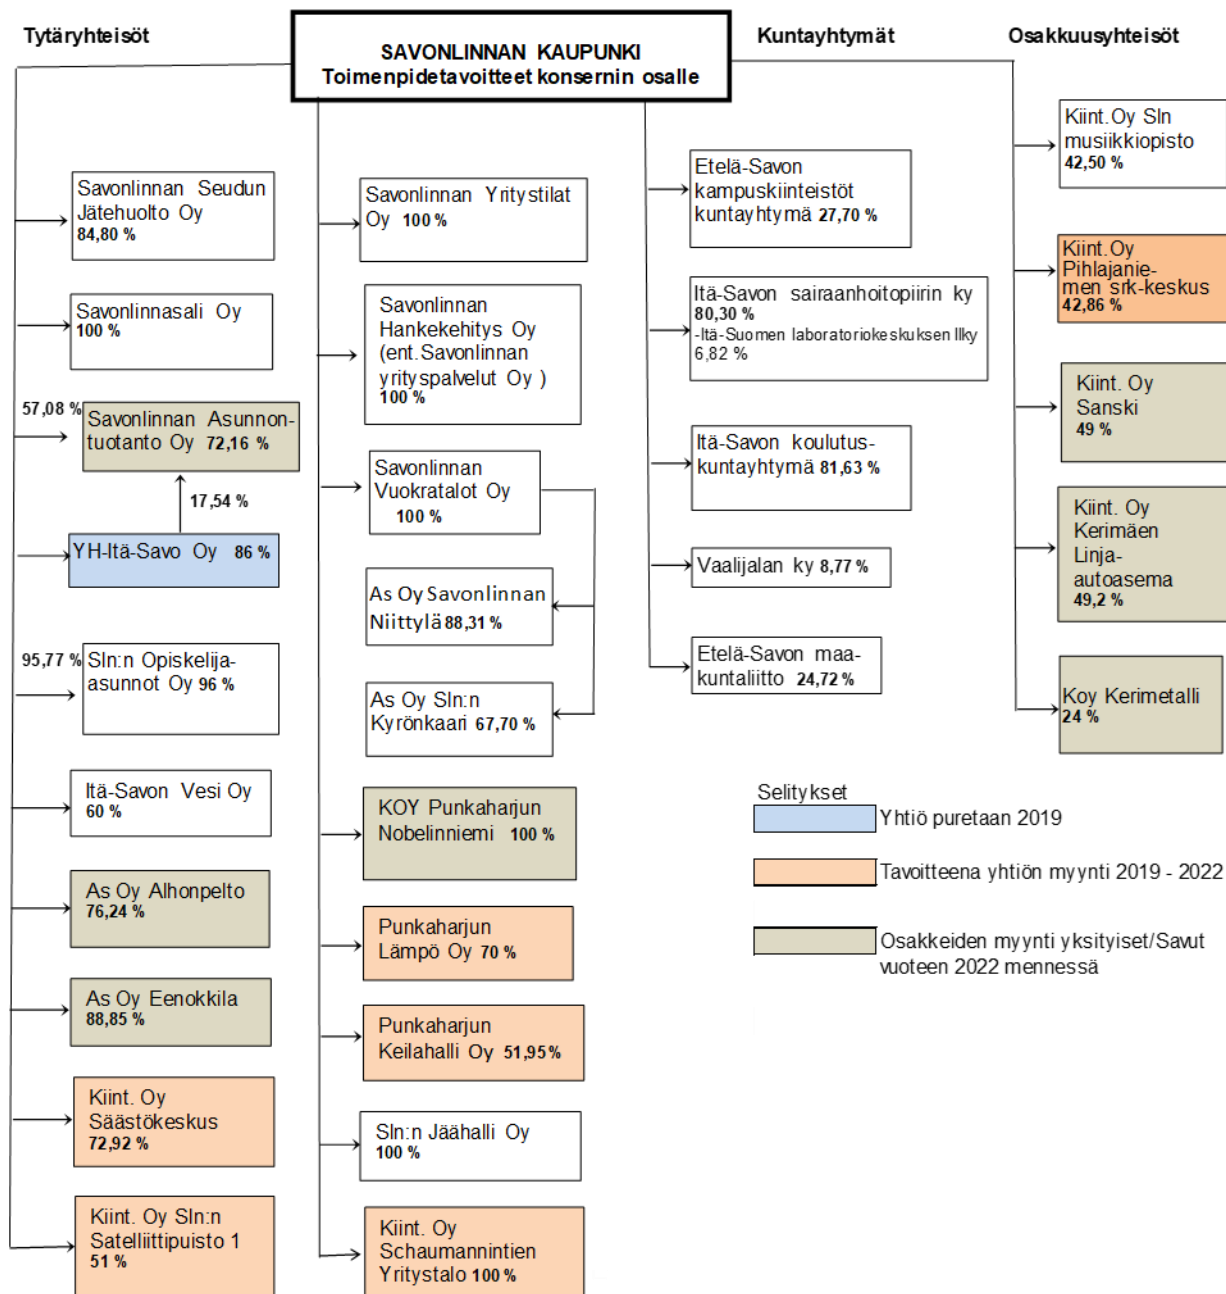 Tytäryhteisöt
SAVONLINNAN KAUPUNKI
Toimenpidetavoitteet konsernin osalle
Kuntayhtymät
Osakkuusyhteisöt
Savonlinnan Seudun
Jätehuolto Oy
84,80 %
Savonlinnasali Oy
100 %
57,08 %
Savonlinnan Asunnon-
tuotanto Oy 72,16 %
17,54 %
YH-Itä-Savo Oy 86 %
95,77 %
Sln:n Opiskelija-
asunnot Oy 96 %
Itä-Savon Vesi Oy
60 %
As Oy Alhonpelto
76,24 %
As Oy Eenokkila
88,85 %
Kiint. Oy
Säästökeskus
72,92 %
Kiint. Oy Sln:n
Satelliittipuisto 1
51 %
Savonlinnan Yritystilat
Oy 100 %
Savonlinnan
Hankekehitys Oy
(ent.Savonlinnan
yrityspalvelut Oy )
100 %
Savonlinnan
Vuokratalot Oy
100 %
As Oy Savonlinnan
Niittylä 88,31 %
As Oy Sln:n
Kyrönkaari 67,70 %
KOY Punkaharjun
Nobelinniemi 100 %
Punkaharjun
Lämpö Oy 70 %
Punkaharjun
Keilahalli Oy 51,95%
Sln:n Jäähalli Oy
100 %
Kiint. Oy
Schaumannintien
Yritystalo 100 %
Etelä-Savon
kampuskiinteistöt
kuntayhtymä 27,70 %
Itä-Savon sairaanhoitopiirin ky
80,30 %
-Itä-Suomen laboratoriokeskuksen llky
6,82 %
Itä-Savon koulutus-
kuntayhtymä 81,63 %
Vaalijalan ky 8,77 %
Etelä-Savon maa-
kuntaliitto 24,72 %
Kiint.Oy Sln
musiikkiopisto
42,50 %
Kiint.Oy
Pihlajanie-
men srk-keskus
42,86 %
Kiint. Oy
Sanski
49 %
Kiint. Oy
Kerimäen
Linja-
autoasema
49,2 %
Koy Kerimetalli
24 %
Selitykset
Yhtiö puretaan 2019
Tavoitteena yhtiön myynti 2019 - 2022
Osakkeiden myynti yksityiset/Savut
vuoteen 2022 mennessä